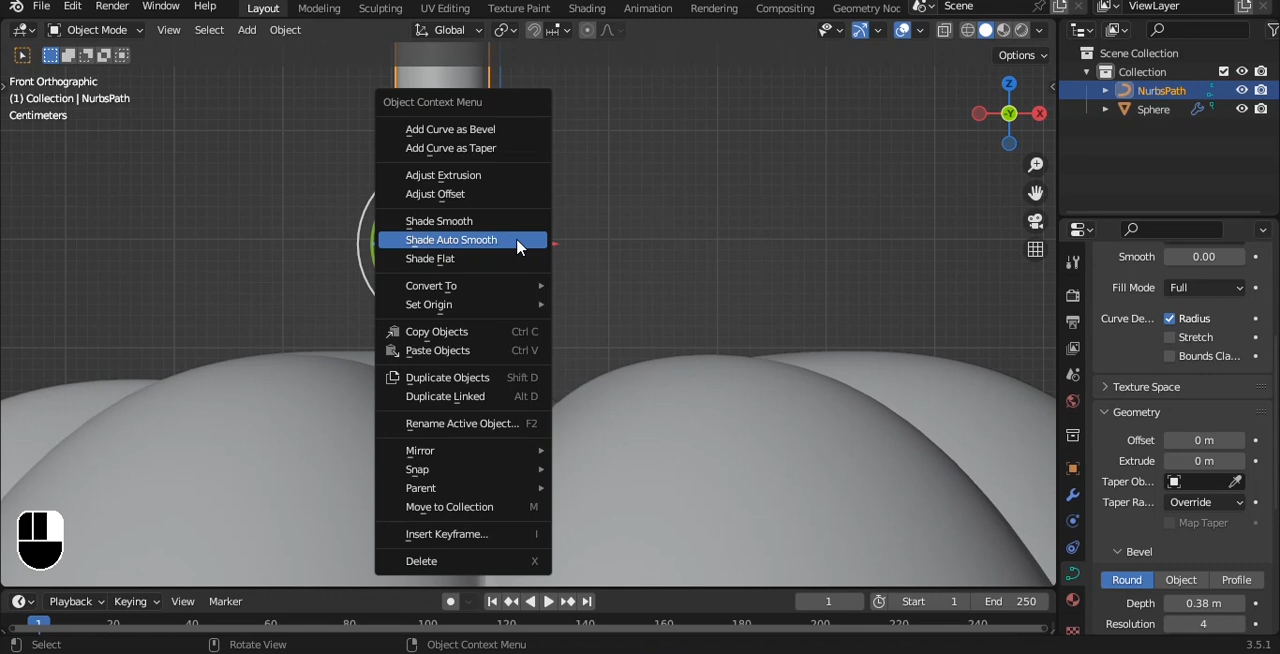 File Edit Render Window Help Layout Modeling Sculpting UV Editing Texture Paint Shading Animation Rendering Compositing Geometry Noc Scene ViewLayer
Object Mode View Select Add Object Global
Options
Front Orthographic
(1) Collection | NurbsPath
Centimeters
Object Context Menu
Add Curve as Bevel
Add Curve as Taper
Adjust Extrusion
Adjust Offset
Shade Smooth
Shade Auto Smooth
Shade Flat
Convert To
Set Origin
Copy Objects Ctrl C
Paste Objects Ctrl V
Duplicate Objects Shift D
Duplicate Linked Alt D
Rename Active Object... F2
Mirror
Snap
Parent
Move to Collection M
Insert Keyframe... I
Delete X
Z
X
-Y
Scene Collection
Collection
NurbsPath
Sphere
Smooth 0.00
Fill Mode Full
Curve De... Radius
Stretch
Bounds Cla...
Texture Space
Geometry
Offset 0 m
Extrude 0 m
Taper Ob...
Taper Ra... Override
Map Taper
Bevel
Round Object Profile
Depth 0.38 m
Resolution 4
Playback Keying View Marker 1 Start 1 End 250
1 20 40 60 80 100 120 140 160 180 200 220 240
Select Rotate View Object Context Menu 3.5.1